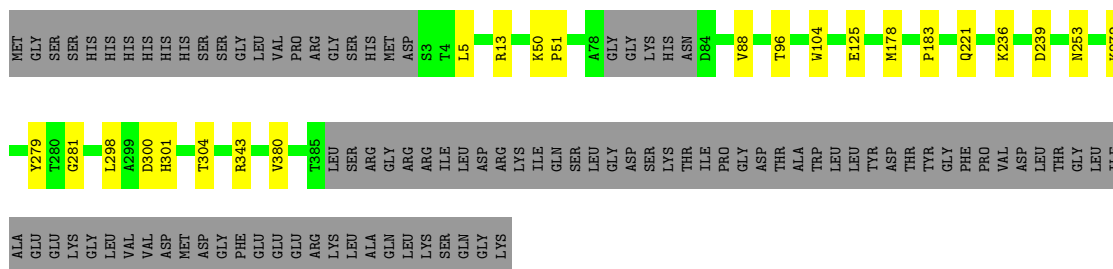 MET GLY SER SER HIS HIS HIS HIS HIS HIS SER SER GLY LEU VAL PRO ARG GLY SER HIS MET ASP S3 T4 L5 R13 K50 P51 A78 GLY GLY LYS HIS ASN D84 V88 T96 W104 E125 M178 P183 Q221 K236 D239 N253
Y279 T280 G281 L298 A299 D300 H301 T304 R343 V380 T385 LEU SER ARG GLY ARG ARG ILE LEU ASP ARG LYS ILE GLN SER LEU GLY ASP SER LYS THR ILE PRO GLY ASP THR ALA TRP LEU LEU TYR ASP THR TYR GLY PHE PRO VAL ASP LEU THR GLY LEU ILE
ALA GLU GLU LYS GLY LEU VAL VAL ASP MET ASP GLY PHE GLU GLU GLU ARG LYS LEU ALA GLN LEU LYS SER GLN GLY LYS